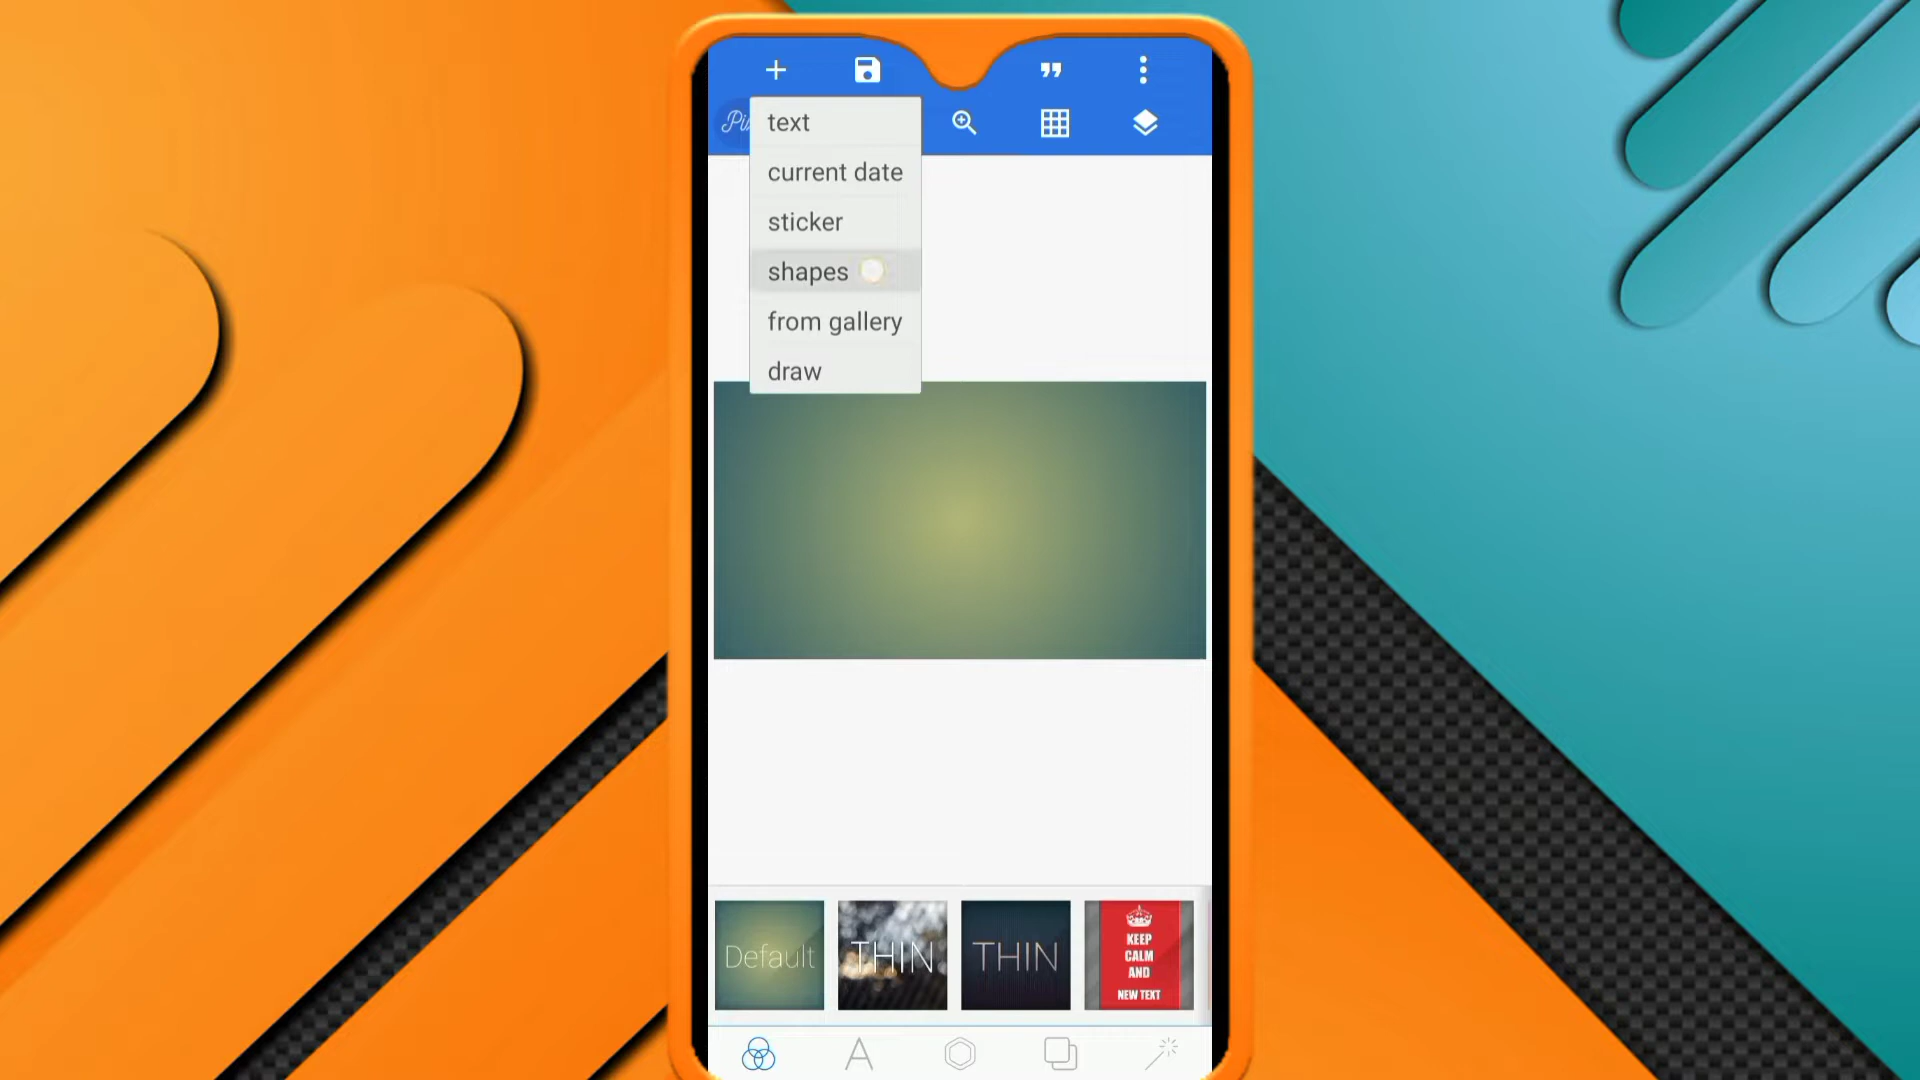 text
current date
sticker
shapes
from gallery
draw
Default
THIN
THIN
KEEP
CALM
AND
NEW TEXT
A